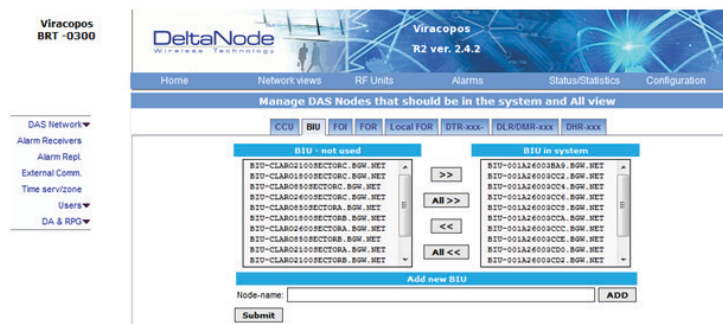 Viracopos
BRT -0300
DeltaNode
Wireless Technology
Viracopos
R2 ver. 2.4.2
Home Network views RF Units Alarms Status/Statistics Configuration
Manage DAS Nodes that should be in the system and All view
DAS Network
Alarm Receivers
Alarm Repl.
External Comm.
Time serv/zone
Users
DA & RPG
CCU BIU FOI FOR Local FOR DTR-xxx- DLR/DMR-xxx DHR-xxx
BIU - not used
BIU-CLARO2100SECTORC.BGW.NET
BIU-CLARO1800SECTORC.BGW.NET
BIU-CLARO850SECTORC.BGW.NET
BIU-CLARO2600SECTORC.BGW.NET
BIU-CLARO850SECTORA.BGW.NET
BIU-CLARO1800SECTORB.BGW.NET
BIU-CLARO1800SECTORA.BGW.NET
BIU-CLARO850SECTORB.BGW.NET
BIU-CLARO2100SECTORB.BGW.NET
BIU-CLARO2100SECTORA.BGW.NET
>>
All >>
<<
All <<
BIU in system
BIU-001A26003BA9.BGW.NET
BIU-001A26003CC2.BGW.NET
BIU-001A26003CC4.BGW.NET
BIU-001A26003CC6.BGW.NET
BIU-001A26003CC8.BGW.NET
BIU-001A26003CCA.BGW.NET
BIU-001A26003CCC.BGW.NET
BIU-001A26003CCE.BGW.NET
BIU-001A26003CD0.BGW.NET
BIU-001A26003CD2.BGW.NET
Add new BIU
Node-name: ADD
Submit